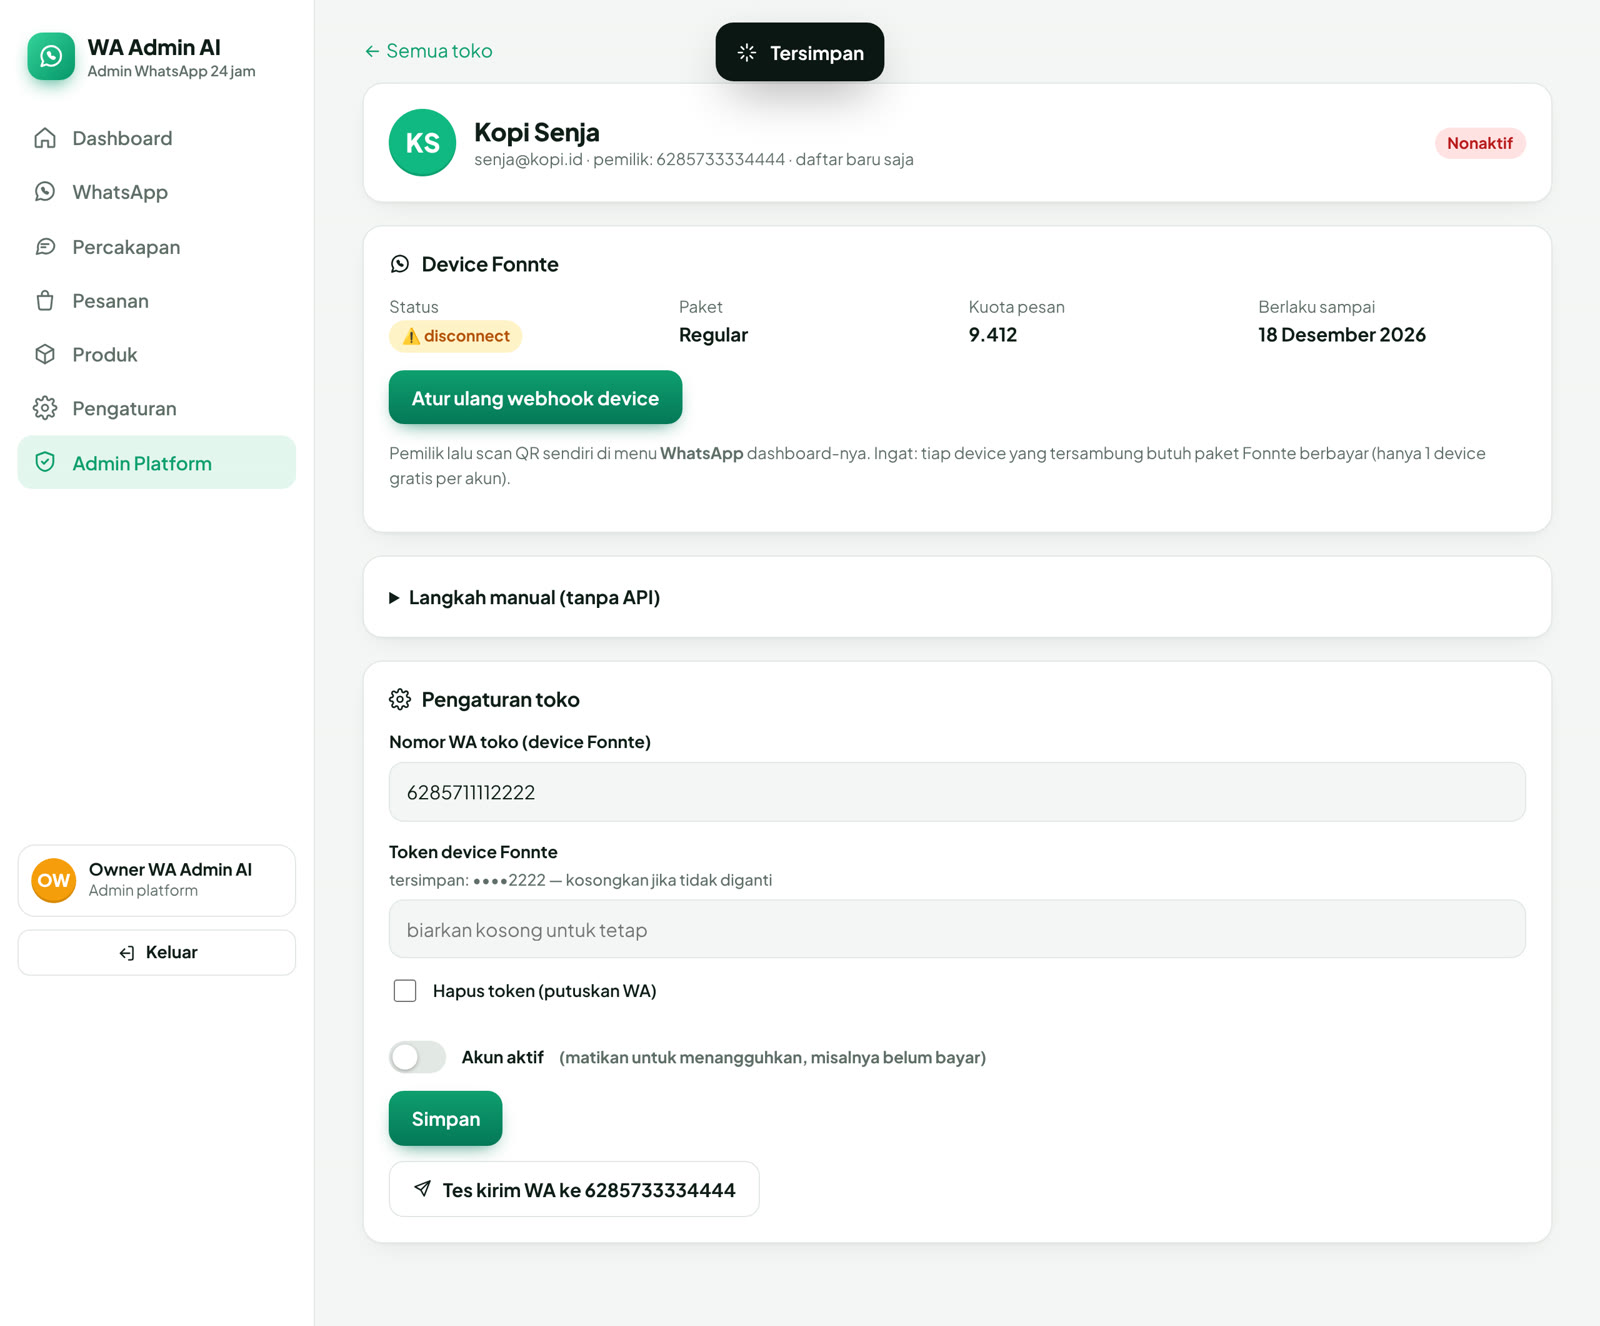 WA Admin AI
Admin WhatsApp 24 jam
Dashboard
WhatsApp
Percakapan
Pesanan
Produk
Pengaturan
Admin Platform
Owner WA Admin AI
Admin platform
OW
Keluar
← Semua toko
Tersimpan
KS
Kopi Senja
senja@kopi.id · pemilik: 6285733334444 · daftar baru saja
Nonaktif
Device Fonnte
Status
⚠️ disconnect
Paket
Regular
Kuota pesan
9.412
Berlaku sampai
18 Desember 2026
Atur ulang webhook device
Pemilik lalu scan QR sendiri di menu WhatsApp dashboard-nya. Ingat: tiap device yang tersambung butuh paket Fonnte berbayar (hanya 1 device
gratis per akun).
▶ Langkah manual (tanpa API)
Pengaturan toko
Nomor WA toko (device Fonnte)
6285711112222
Token device Fonnte
tersimpan: ••••2222 — kosongkan jika tidak diganti
biarkan kosong untuk tetap
Hapus token (putuskan WA)
Akun aktif (matikan untuk menangguhkan, misalnya belum bayar)
Simpan
Tes kirim WA ke 6285733334444